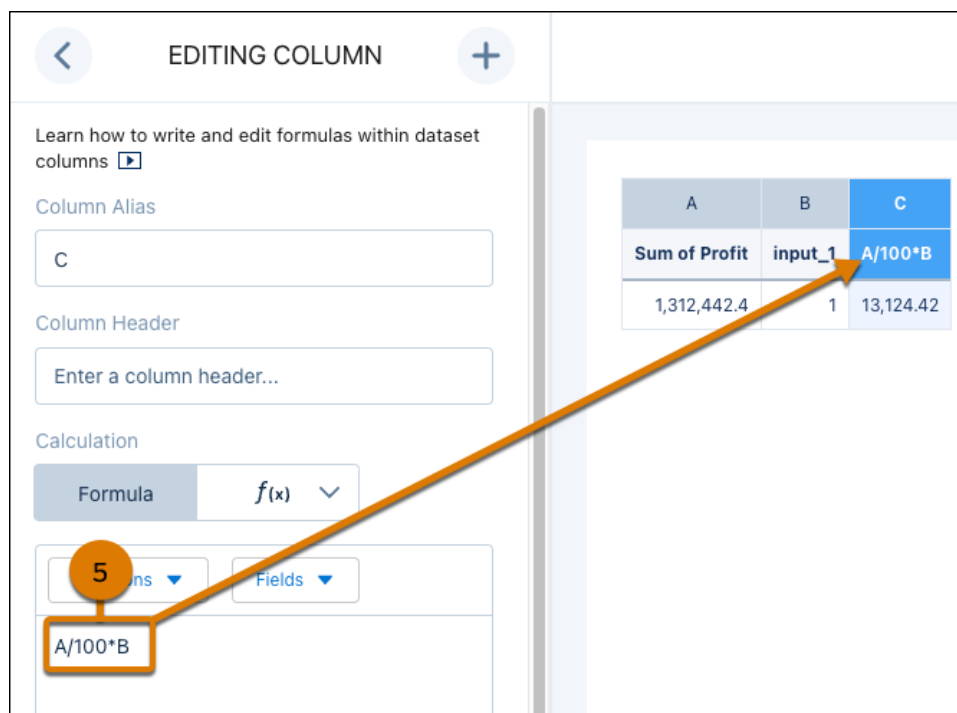 EDITING COLUMN
Learn how to write and edit formulas within dataset
columns
Column Alias
C
Column Header
Enter a column header...
Calculation
Formula f(x)
5 Fields
A/100*B
A B C
Sum of Profit input_1 A/100*B
1,312,442.4 1 13,124.42